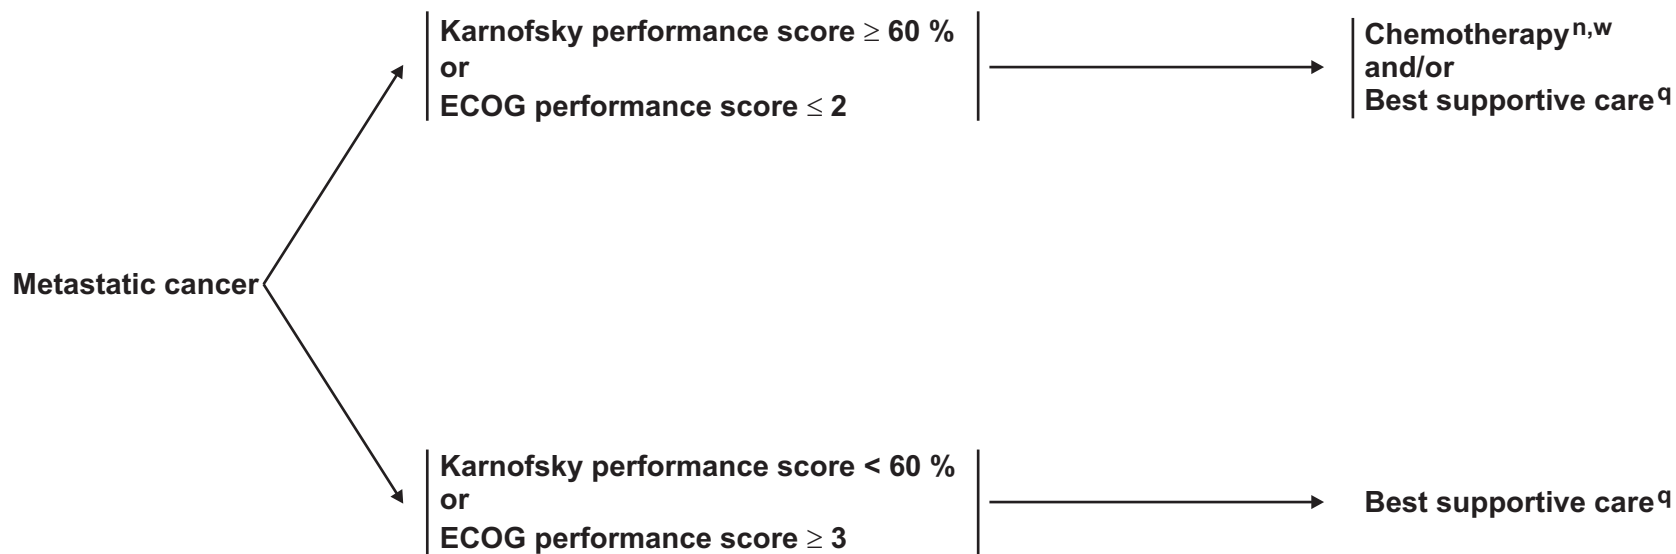 Karnofsky performance score ≥ 60 %
or
ECOG performance score ≤ 2
Chemotherapy n,w
and/or
Best supportive care q
Metastatic cancer
Karnofsky performance score < 60 %
or
ECOG performance score ≥ 3
Best supportive care q